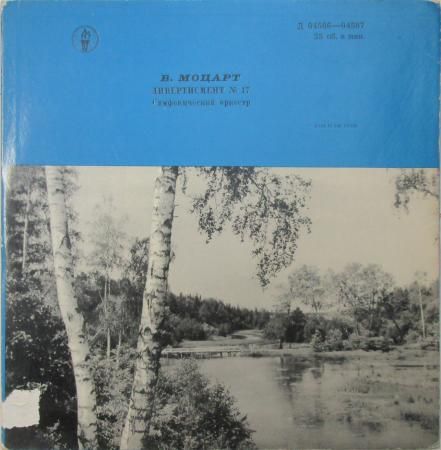 Д 04566—04567
33 об. в мин.
В. МОЦАРТ
ДИВЕРТИСМЕНТ № 17
Симфонический оркестр